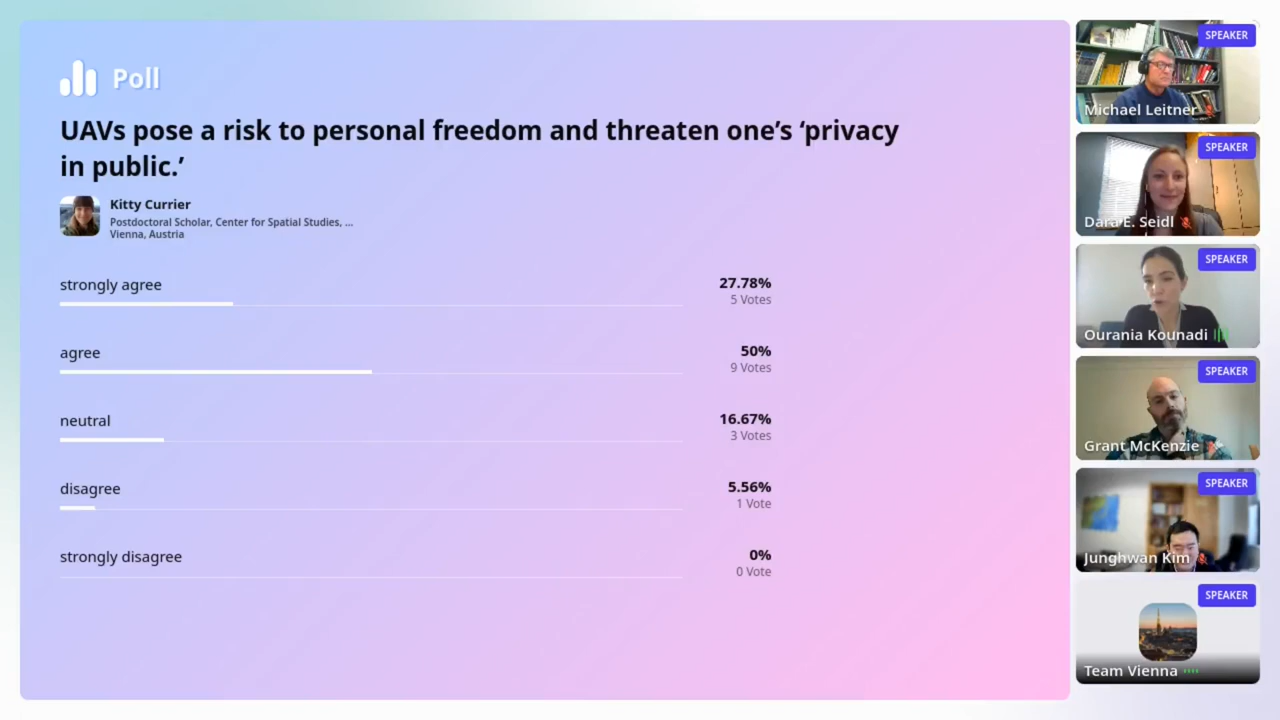 Poll
UAVs pose a risk to personal freedom and threaten one’s ‘privacy
in public.’
Kitty Currier
Postdoctoral Scholar, Center for Spatial Studies, ...
Vienna, Austria
strongly agree
27.78%
5 Votes
agree
50%
9 Votes
neutral
16.67%
3 Votes
disagree
5.56%
1 Vote
strongly disagree
0%
0 Vote
SPEAKER
Michael Leitner
SPEAKER
Dara E. Seidl
SPEAKER
Ourania Kounadi
SPEAKER
Grant McKenzie
SPEAKER
Junghwan Kim
SPEAKER
Team Vienna